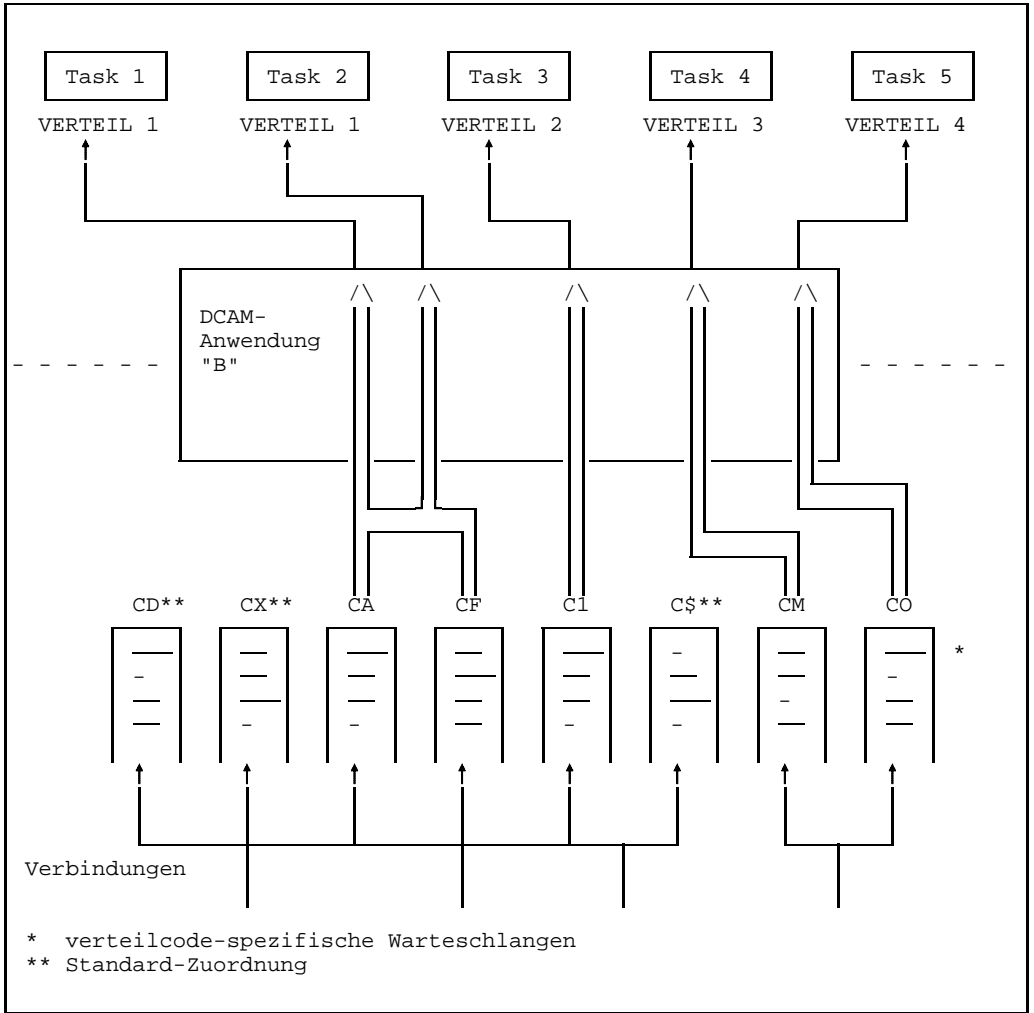 Task 1 Task 2 Task 3 Task 4 Task 5
VERTEIL 1 VERTEIL 1 VERTEIL 2 VERTEIL 3 VERTEIL 4
DCAM-
Anwendung
"B"
CD** CX** CA CF C1 C$** CM CO
*
Verbindungen
* verteilcode-spezifische Warteschlangen
** Standard-Zuordnung